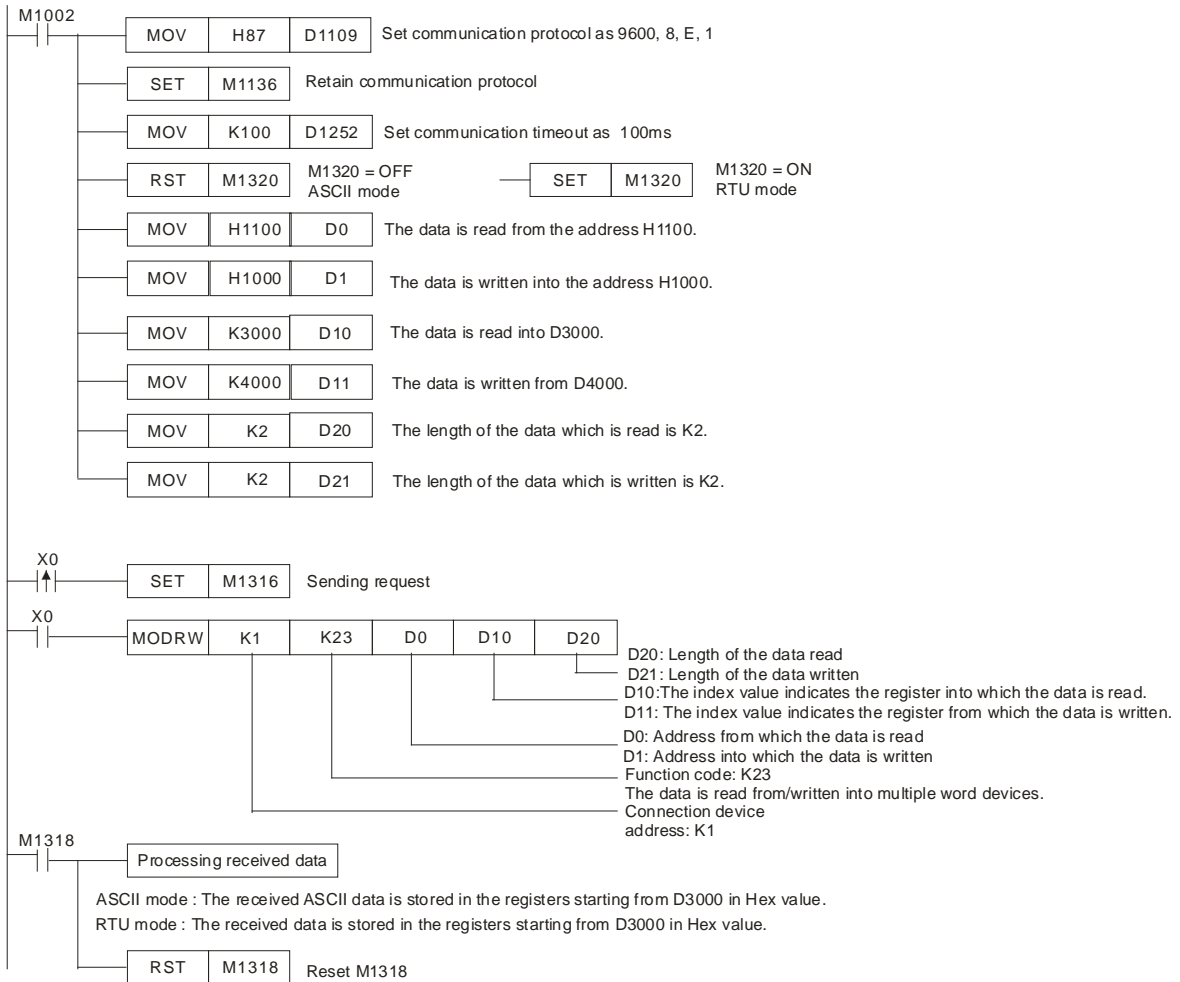 M1002
MOV H87 D1109 Set communication protocol as 9600, 8, E, 1
SET M1136 Retain communication protocol
MOV K100 D1252 Set communication timeout as 100ms
RST M1320 M1320 = OFF
ASCII mode
SET M1320 M1320 = ON
RTU mode
MOV H1100 D0 The data is read from the address H1100.
MOV H1000 D1 The data is written into the address H1000.
MOV K3000 D10 The data is read into D3000.
MOV K4000 D11 The data is written from D4000.
MOV K2 D20 The length of the data which is read is K2.
MOV K2 D21 The length of the data which is written is K2.
X0
SET M1316 Sending request
X0
MODRW K1 K23 D0 D10 D20
D20: Length of the data read
D21: Length of the data written
D10:The index value indicates the register into which the data is read.
D11: The index value indicates the register from which the data is written.
D0: Address from which the data is read
D1: Address into which the data is written
Function code: K23
The data is read from/written into multiple word devices.
Connection device
address: K1
M1318
Processing received data
ASCII mode : The received ASCII data is stored in the registers starting from D3000 in Hex value.
RTU mode : The received data is stored in the registers starting from D3000 in Hex value.
RST M1318 Reset M1318